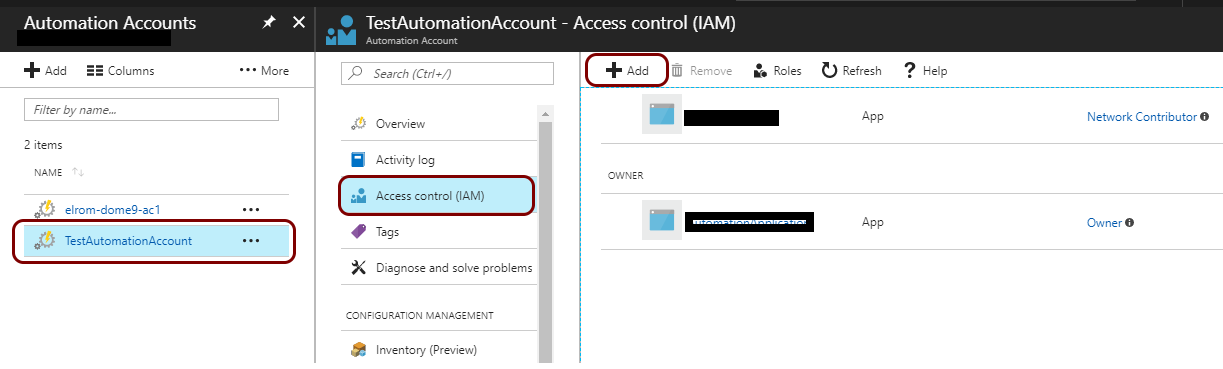 Automation Accounts
Add
Columns
More
Filter by name...
2 items
NAME
elrom-dome9-ac1
TestAutomationAccount
TestAutomationAccount - Access control (IAM)
Automation Account
Search (Ctrl+/)
Overview
Activity log
Access control (IAM)
Tags
Diagnose and solve problems
CONFIGURATION MANAGEMENT
Inventory (Preview)
Add
Remove
Roles
Refresh
Help
App
Network Contributor
OWNER
App
Owner